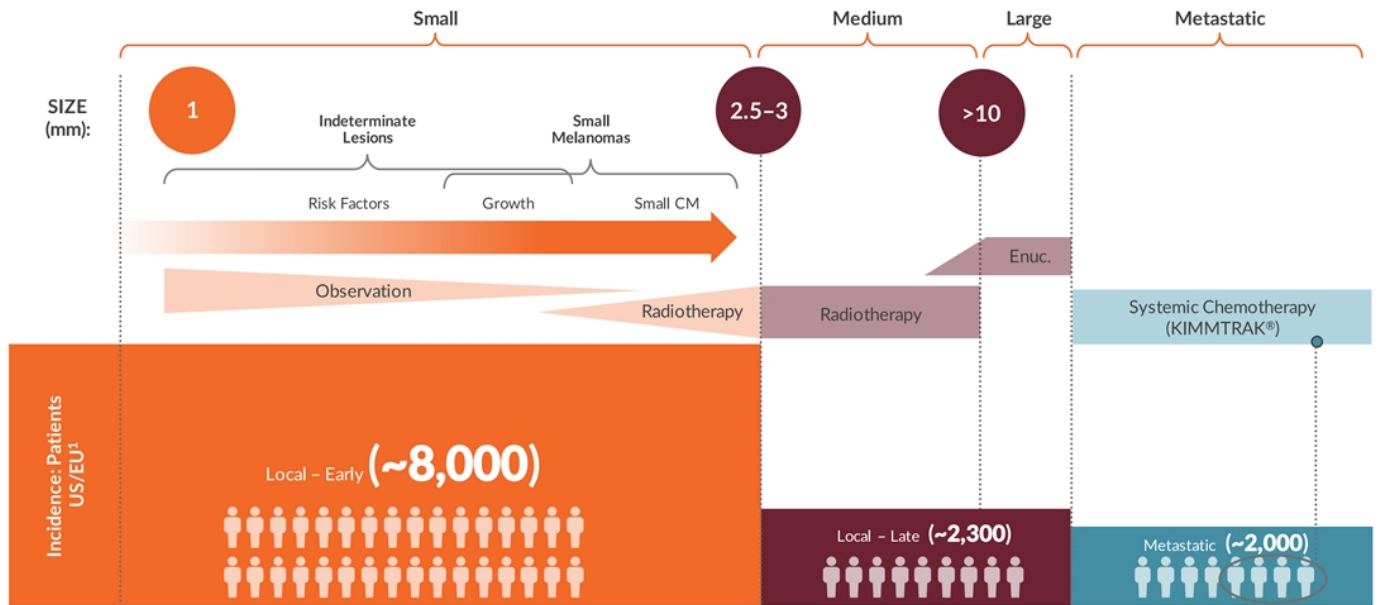 Small
Medium
Large
Metastatic
SIZE
(mm):
1
2.5–3
>10
Indeterminate
Lesions
Small
Melanomas
Risk Factors
Growth
Small CM
Enuc.
Observation
Radiotherapy
Radiotherapy
Systemic Chemotherapy
(KIMMTRAK®)
Incidence: Patients
US/EU¹
Local – Early (~8,000)
Local – Late (~2,300)
Metastatic (~2,000)